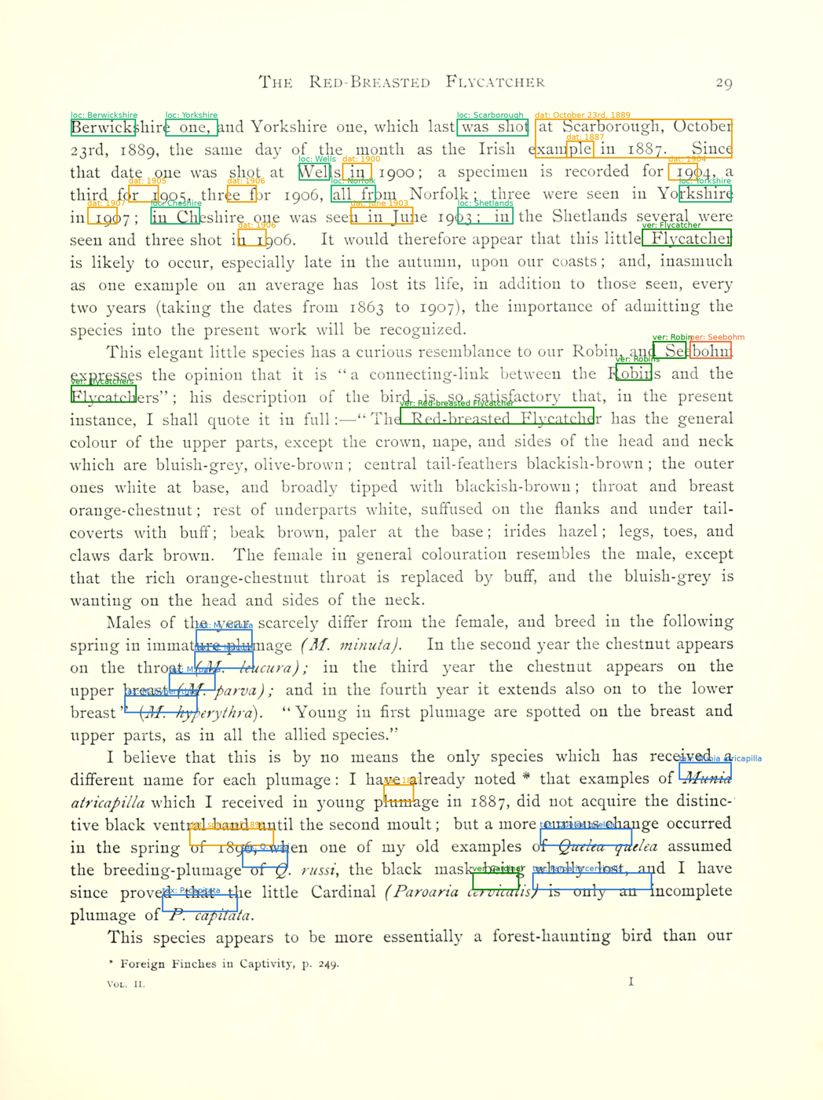 THE RED-BREASTED FLYCATCHER 29
Berwickshire one, and Yorkshire one, which last was shot at Scarborough, October
23rd, 1889, the same day of the month as the Irish example in 1887. Since
that date one was shot at Wells in 1900; a specimen is recorded for 1904, a
third for 1905, three for 1906, all from Norfolk; three were seen in Yorkshire
in 1907; in Cheshire one was seen in June 1903; in the Shetlands several were
seen and three shot in 1906. It would therefore appear that this little Flycatcher
is likely to occur, especially late in the autumn, upon our coasts; and, inasmuch
as one example on an average has lost its life, in addition to those seen, every
two years (taking the dates from 1863 to 1907), the importance of admitting the
species into the present work will be recognized.
This elegant little species has a curious resemblance to our Robin, and Seebohm
expresses the opinion that it is "a connecting-link between the Robins and the
Flycatchers"; his description of the bird is so satisfactory that, in the present
instance, I shall quote it in full:—"The Red-breasted Flycatcher has the general
colour of the upper parts, except the crown, nape, and sides of the head and neck
which are bluish-grey, olive-brown; central tail-feathers blackish-brown; the outer
ones white at base, and broadly tipped with blackish-brown; throat and breast
orange-chestnut; rest of underparts white, suffused on the flanks and under tail-
coverts with buff; beak brown, paler at the base; irides hazel; legs, toes, and
claws dark brown. The female in general colouration resembles the male, except
that the rich orange-chestnut throat is replaced by buff, and the bluish-grey is
wanting on the head and sides of the neck.
Males of the year scarcely differ from the female, and breed in the following
spring in immature plumage (M. minuta). In the second year the chestnut appears
on the throat (M. leucura); in the third year the chestnut appears on the
upper breast (M. parva); and in the fourth year it extends also on to the lower
breast" (M. hyperythra). "Young in first plumage are spotted on the breast and
upper parts, as in all the allied species."
I believe that this is by no means the only species which has received a
different name for each plumage: I have already noted * that examples of Munia
atricapilla which I received in young plumage in 1887, did not acquire the distinc-
tive black ventral band until the second moult; but a more curious change occurred
in the spring of 1896, when one of my old examples of Quelea quelea assumed
the breeding-plumage of Q. russi, the black mask being wholly lost, and I have
since proved that the little Cardinal (Paroaria cervicalis) is only an incomplete
plumage of P. capitata.
This species appears to be more essentially a forest-haunting bird than our
* Foreign Finches in Captivity, p. 249.
VOL. II. I